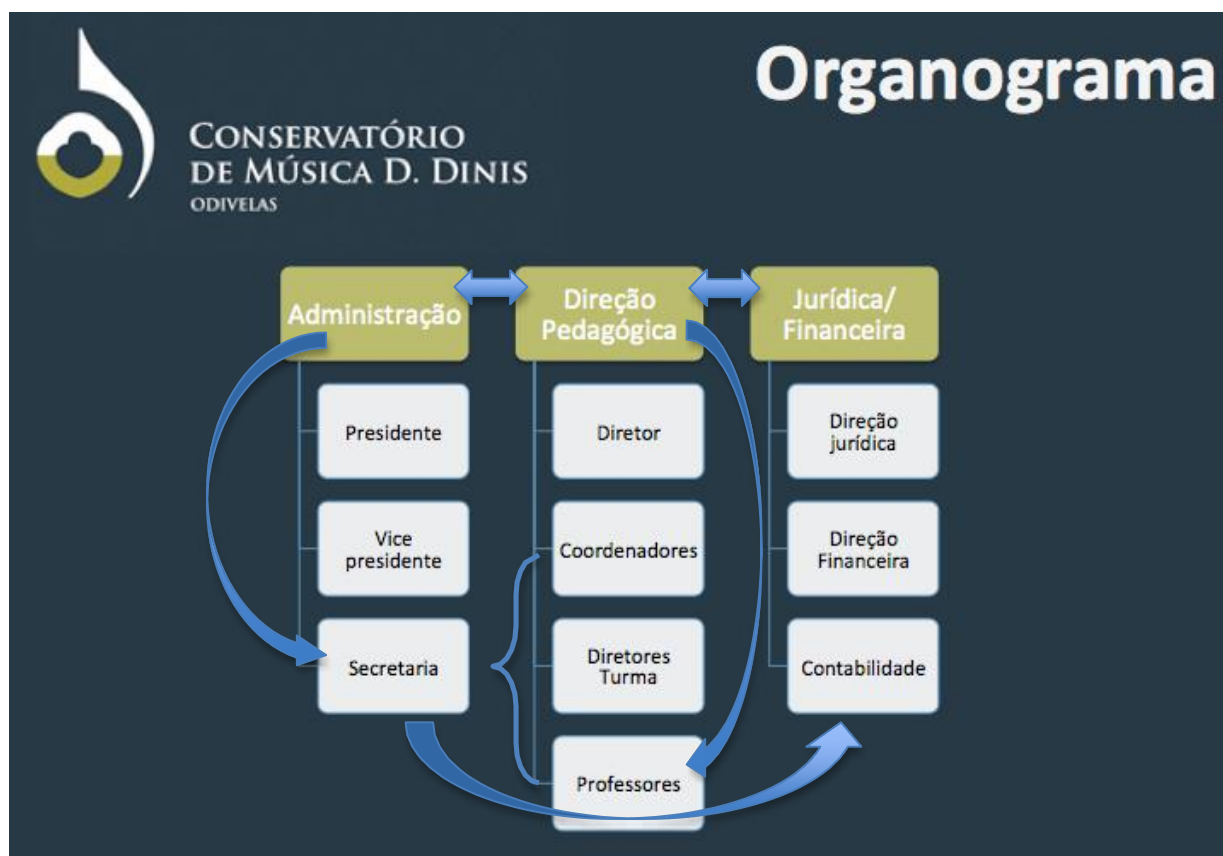 Organograma
CONSERVATÓRIO
DE MÚSICA D. DINIS
ODIVELAS
Administração
Presidente
Vice
presidente
Secretaria
Direção
Pedagógica
Diretor
Coordenadores
Diretores
Turma
Professores
Jurídica/
Financeira
Direção
jurídica
Direção
Financeira
Contabilidade